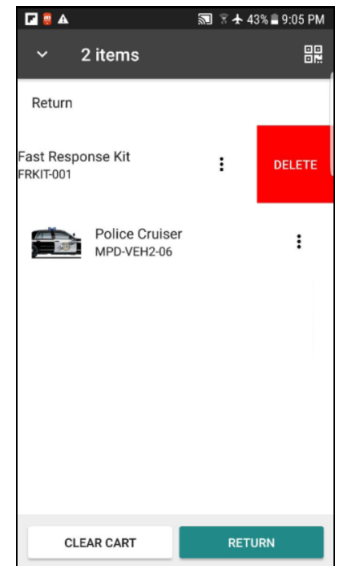 43% 9:05 PM
2 items
Return
Fast Response Kit
FRKIT-001
DELETE
Police Cruiser
MPD-VEH2-06
CLEAR CART
RETURN